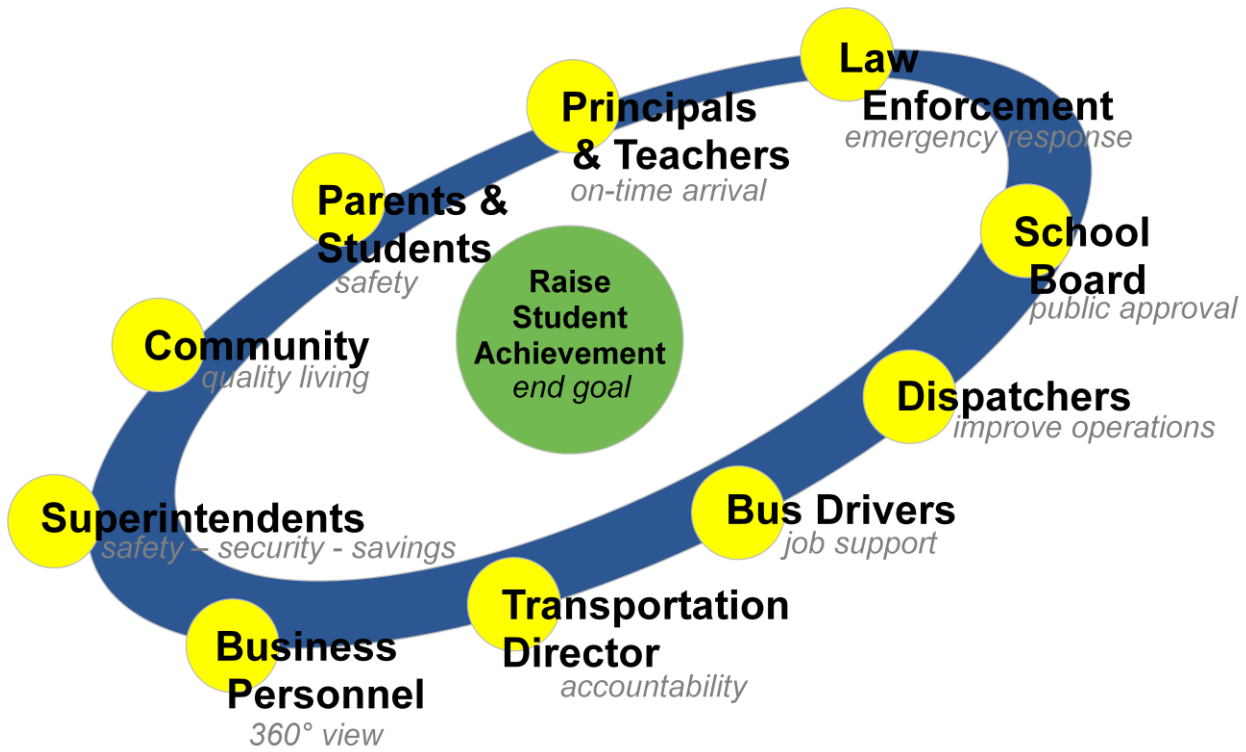 Law
Enforcement
emergency response
Principals
& Teachers
on-time arrival
Parents &
Students
safety
School
Board
public approval
Raise
Student
Achievement
end goal
Community
quality living
Dispatchers
improve operations
Superintendents
safety – security - savings
Bus Drivers
job support
Transportation
Director
accountability
Business
Personnel
360° view